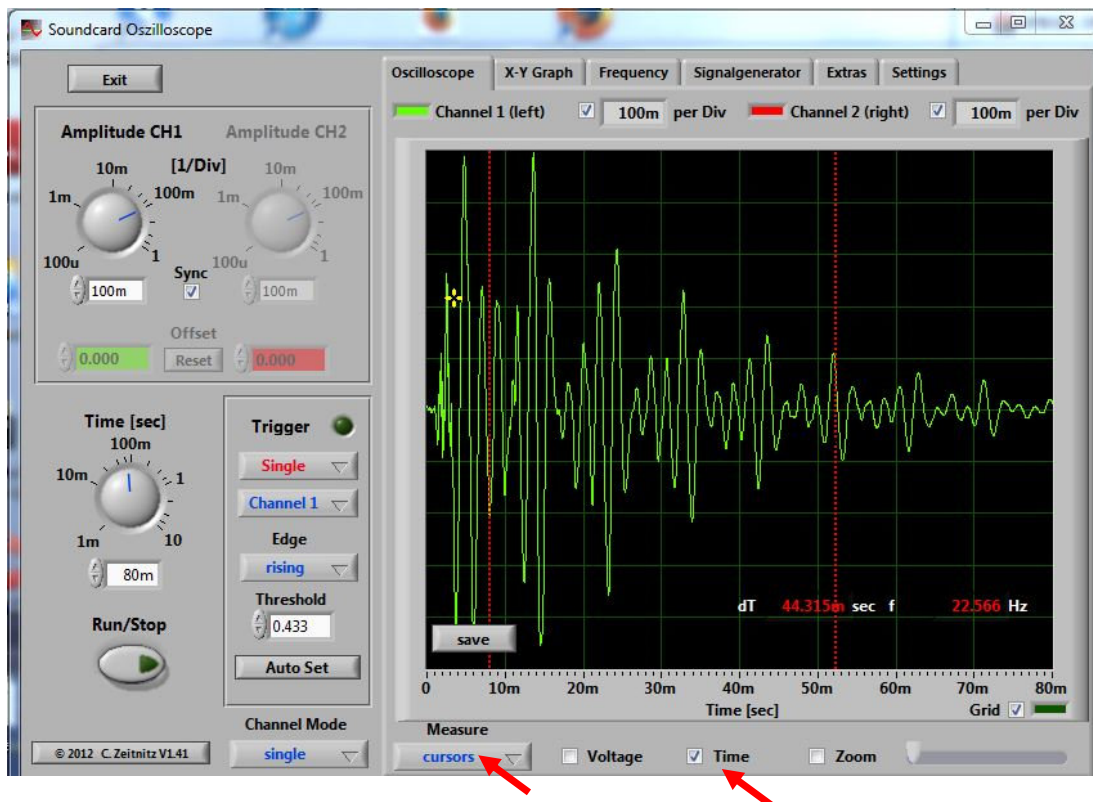 Soundcard Oszilloscope
Exit
Amplitude CH1 Amplitude CH2
[1/Div]
10m 10m
1m 100m 1m 100m
100u 1 100u 1
Sync
100m 100m
Offset
0.000 Reset 0.000
Time [sec]
100m
10m 1
1m 10
80m
Run/Stop
Trigger
Single
Channel 1
Edge
rising
Threshold
0.433
Auto Set
Channel Mode
single
© 2012 C. Zeitnitz V1.41
Oscilloscope X-Y Graph Frequency Signalgenerator Extras Settings
Channel 1 (left) 100m per Div Channel 2 (right) 100m per Div
dT 44.315m sec f 22.566 Hz
save
0 10m 20m 30m 40m 50m 60m 70m 80m
Time [sec]
Grid
Measure
cursors Voltage Time Zoom